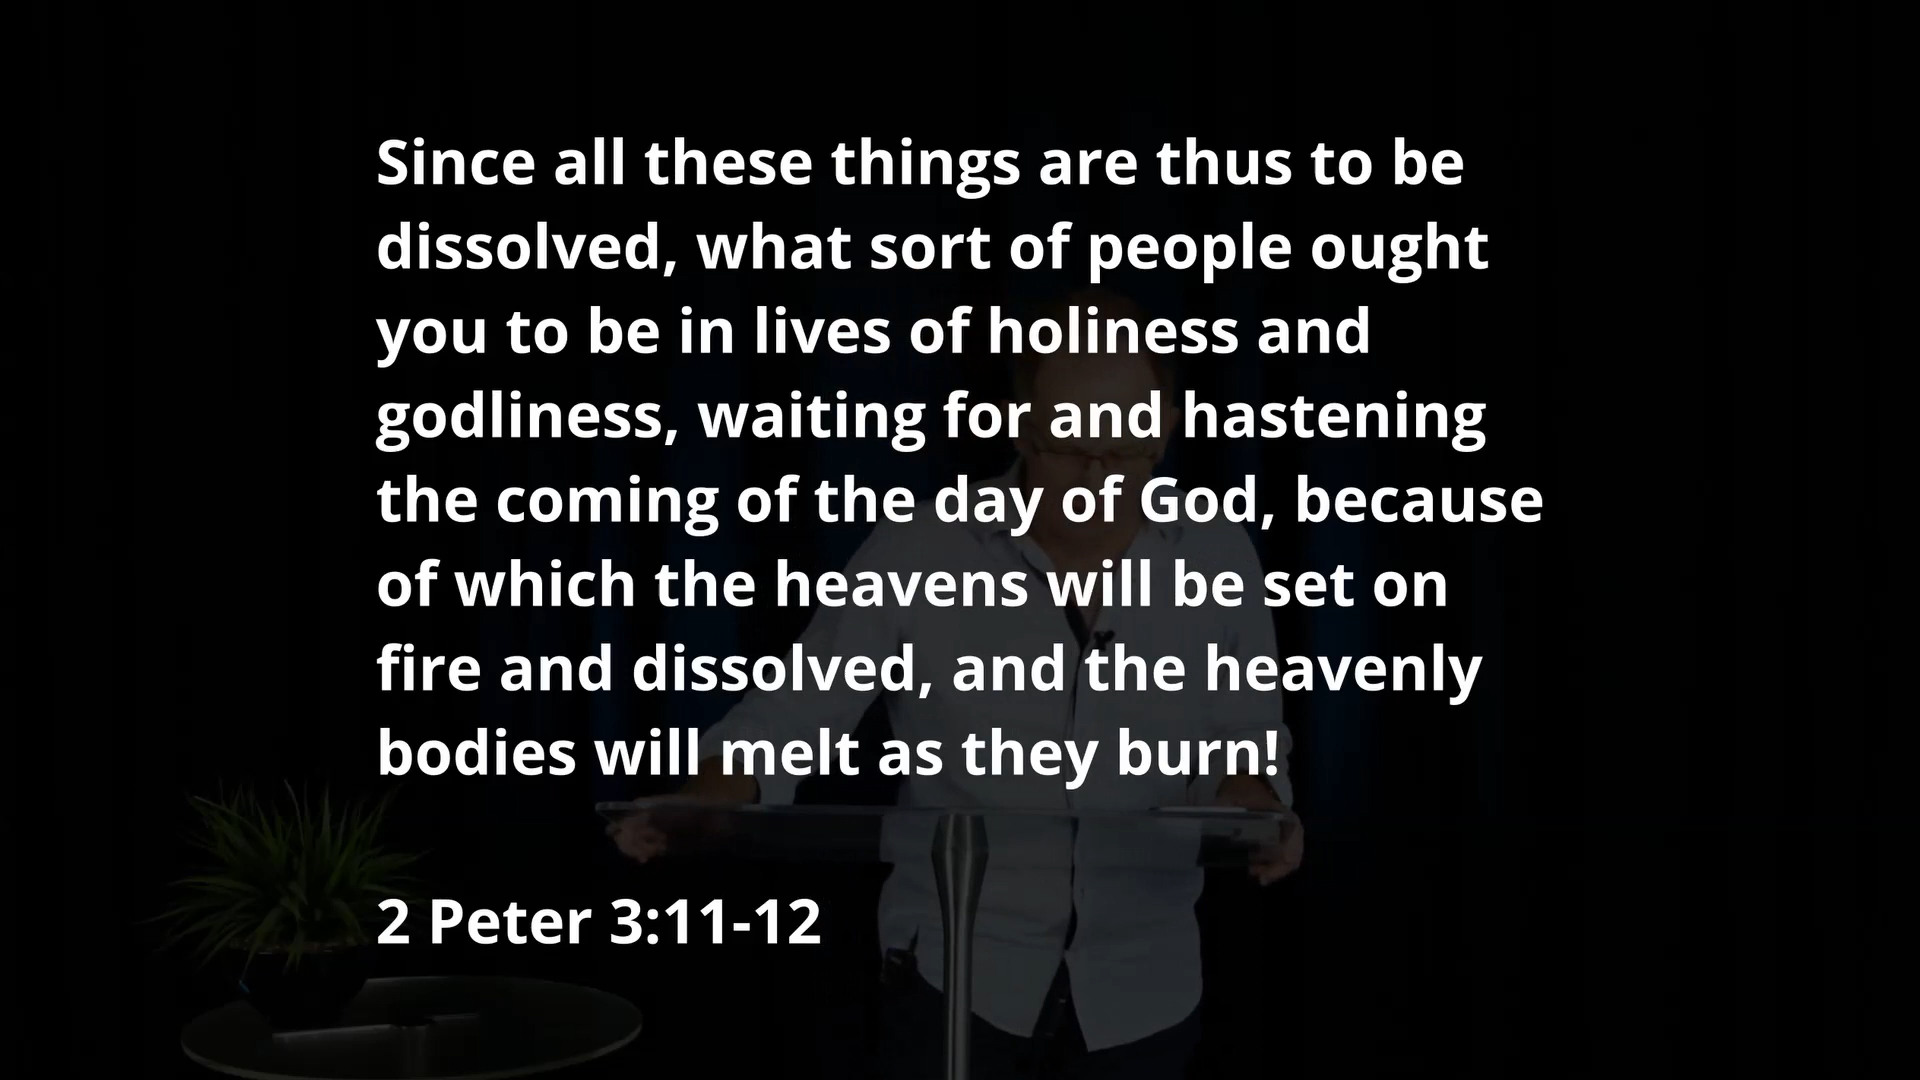 Since all these things are thus to be
dissolved, what sort of people ought
you to be in lives of holiness and
godliness, waiting for and hastening
the coming of the day of God, because
of which the heavens will be set on
fire and dissolved, and the heavenly
bodies will melt as they burn!
2 Peter 3:11-12